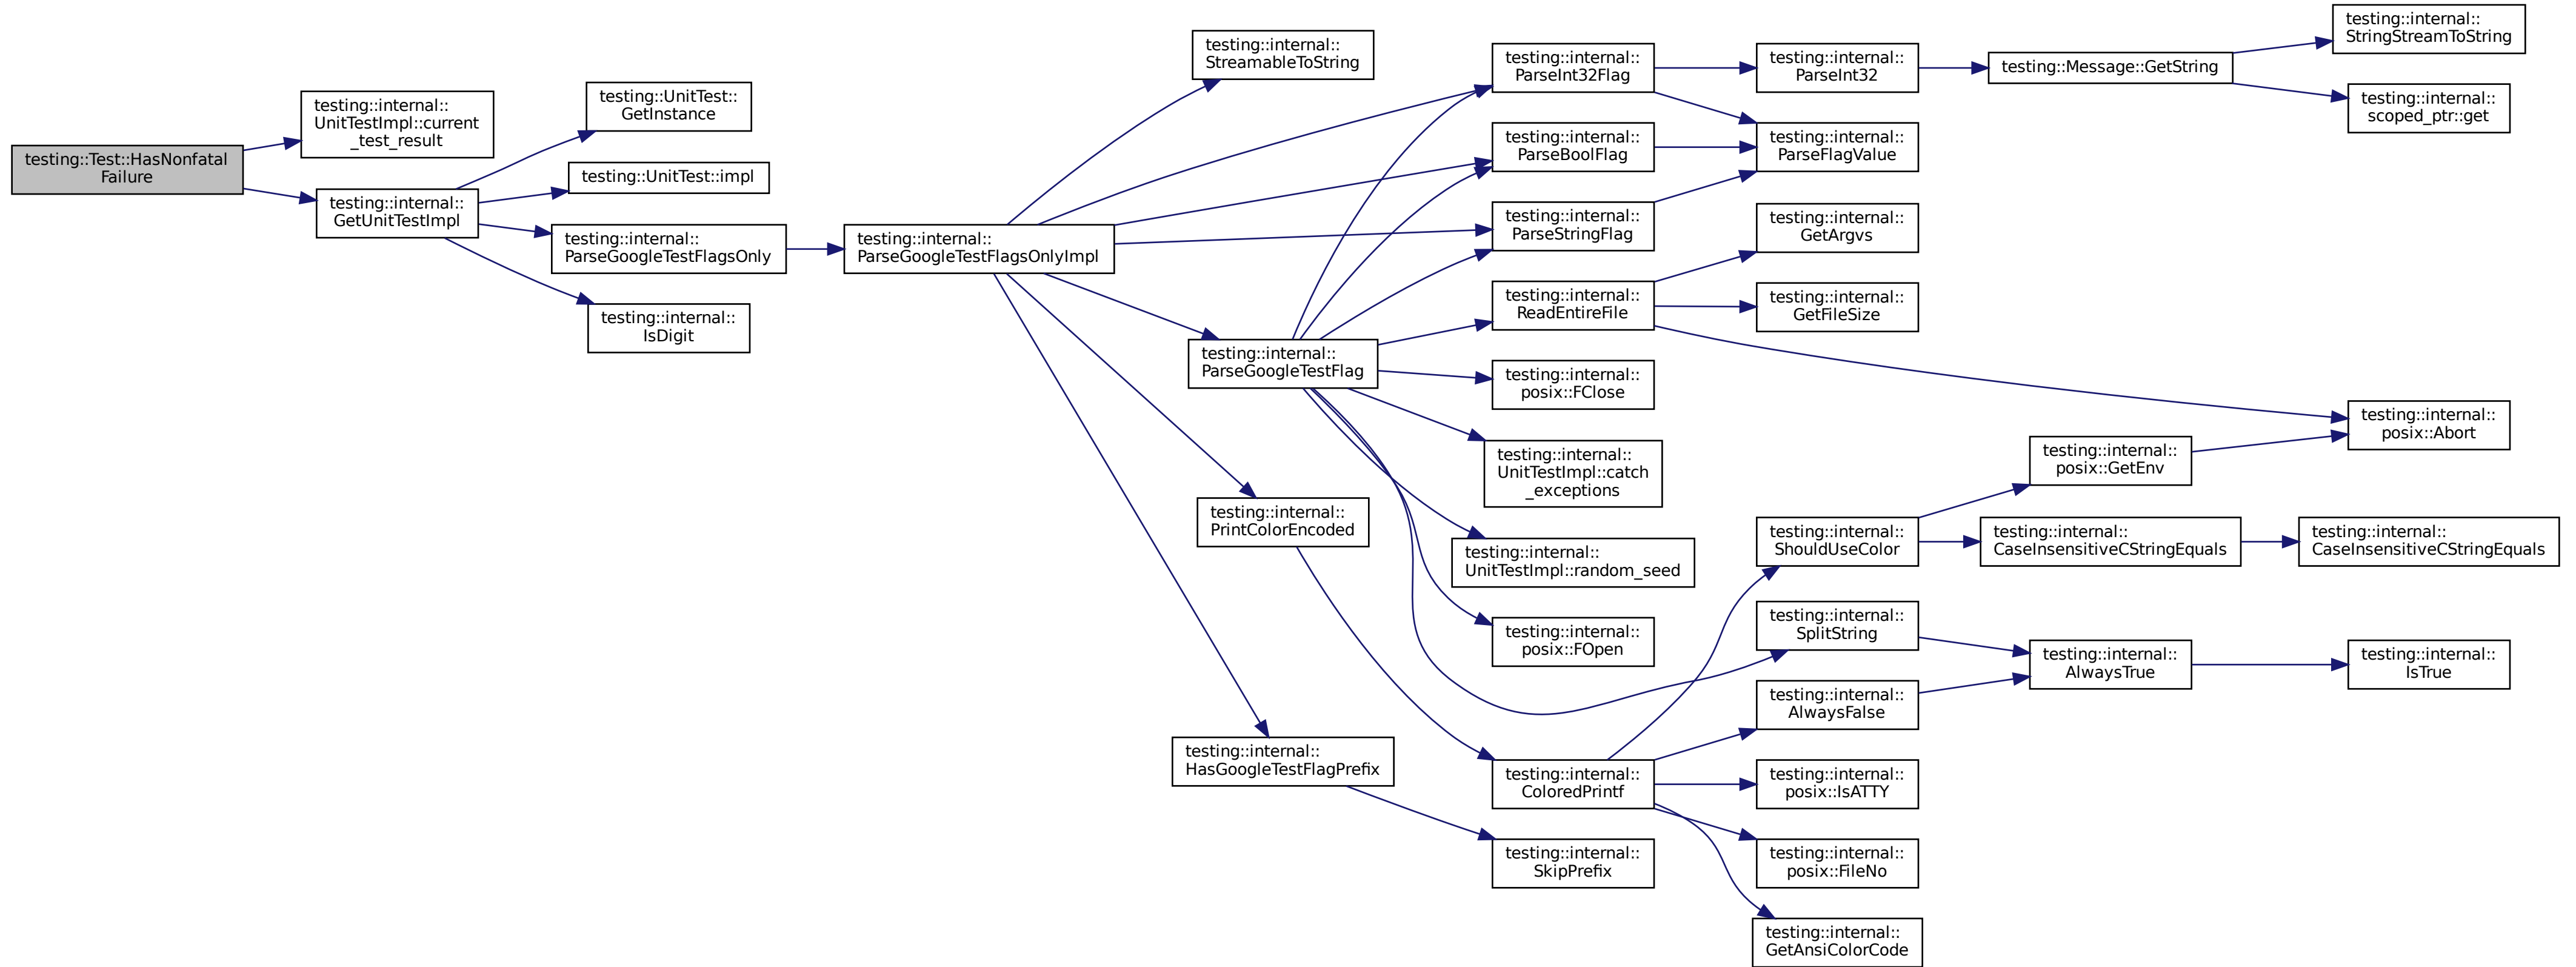 testing::Test::HasNonfatal
Failure
testing::internal::
UnitTestImpl::current
_test_result
testing::internal::
GetUnitTestImpl
testing::UnitTest::
GetInstance
testing::UnitTest::impl
testing::internal::
ParseGoogleTestFlagsOnly
testing::internal::
IsDigit
testing::internal::
ParseGoogleTestFlagsOnlyImpl
testing::internal::
StreamableToString
testing::internal::
ParseGoogleTestFlag
testing::internal::
PrintColorEncoded
testing::internal::
HasGoogleTestFlagPrefix
testing::internal::
ParseInt32Flag
testing::internal::
ParseBoolFlag
testing::internal::
ParseStringFlag
testing::internal::
ReadEntireFile
testing::internal::
posix::FClose
testing::internal::
UnitTestImpl::catch
_exceptions
testing::internal::
UnitTestImpl::random_seed
testing::internal::
posix::FOpen
testing::internal::
ColoredPrintf
testing::internal::
SkipPrefix
testing::internal::
ParseInt32
testing::internal::
ParseFlagValue
testing::internal::
GetArgvs
testing::internal::
GetFileSize
testing::internal::
ShouldUseColor
testing::internal::
SplitString
testing::internal::
AlwaysFalse
testing::internal::
posix::IsATTY
testing::internal::
posix::FileNo
testing::internal::
GetAnsiColorCode
testing::Message::GetString
testing::internal::
posix::GetEnv
testing::internal::
CaseInsensitiveCStringEquals
testing::internal::
AlwaysTrue
testing::internal::
StringStreamToString
testing::internal::
scoped_ptr::get
testing::internal::
posix::Abort
testing::internal::
CaseInsensitiveCStringEquals
testing::internal::
IsTrue